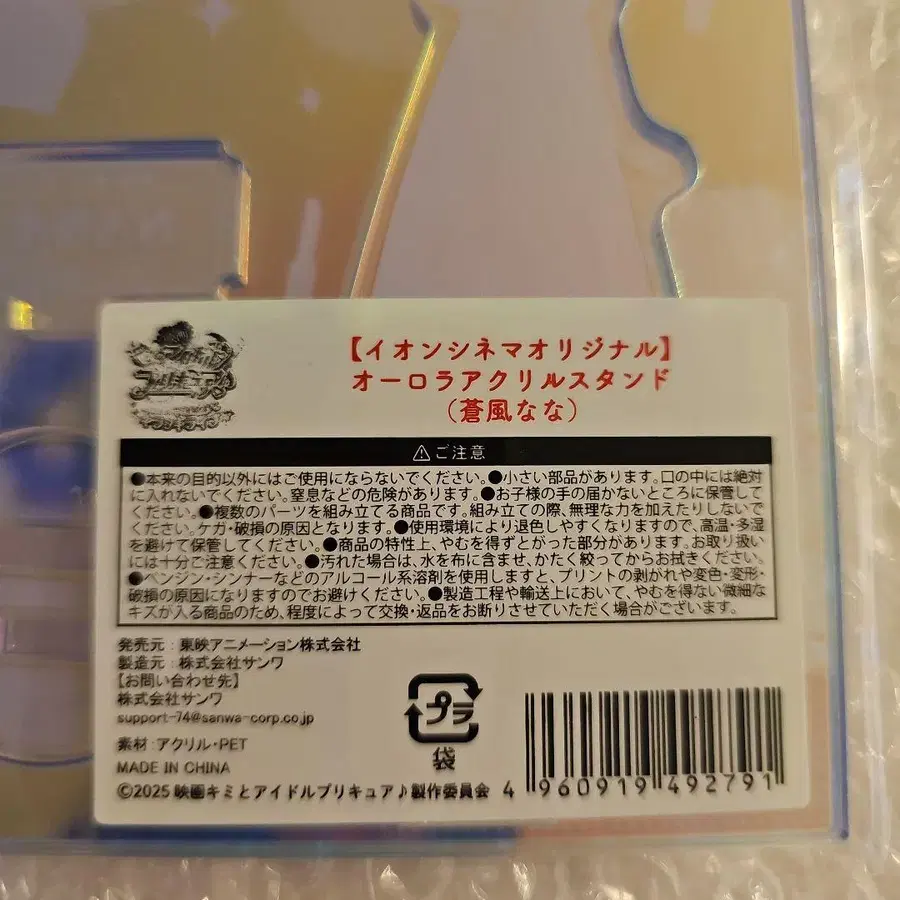 【イオンシネマオリジナル】
オーロラアクリルスタンド
（蒼風なな）
⚠ご注意
●本来の目的以外にはご使用にならないでください。●小さい部品があります。口の中には絶対
に入れないでください。窒息などの危険があります。●お子様の手の届かないところに保管して
ください。●複数のパーツを組み立てる商品です。組み立ての際、無理な力を加えたりしないで
ください。ケガ・破損の原因となります。●使用環境により退色しやすくなりますので、高温・多湿
を避けて保管してください。●商品の特性上、やむを得ずとがった部分があります。お取り扱い
には十分ご注意ください。●汚れた場合は、水を布に含ませ、かたく絞ってからお拭きください。
●ベンジン・シンナーなどのアルコール系溶剤を使用しますと、プリントの剥がれや変色・変形・
破損の原因になりますのでお避けください。●製造工程や輸送上において、やむを得ない微細な
キズが入る商品のため、程度によって交換・返品をお断りさせていただく場合がございます。
発売元：東映アニメーション株式会社
製造元：株式会社サンワ
【お問い合わせ先】
株式会社サンワ
support-74@sanwa-corp.co.jp
素材：アクリル・PET
MADE IN CHINA
©2025 映画キミとアイドルプリキュア♪製作委員会
プラ
袋
4 960919 492791